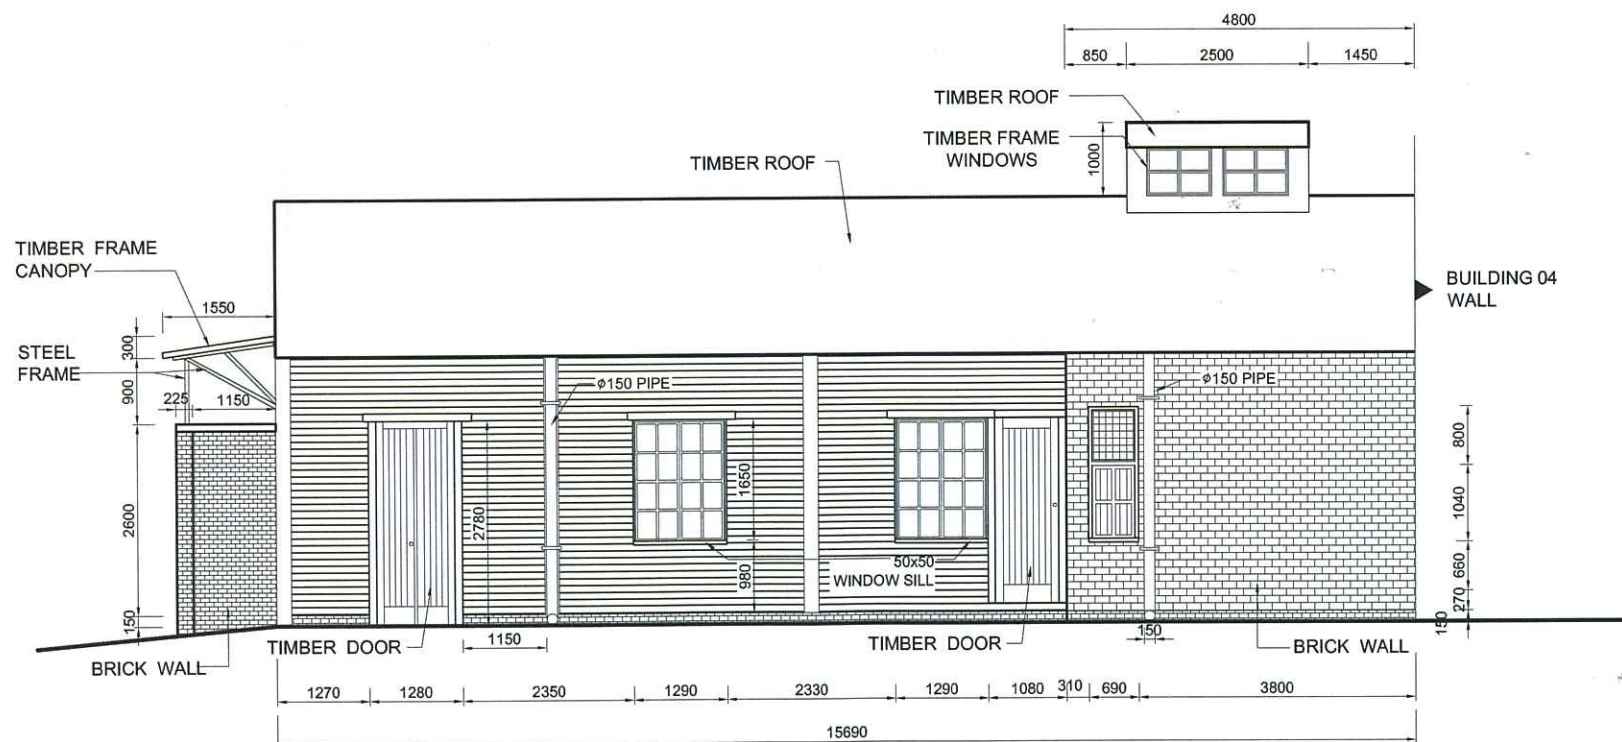 4800
850 2500 1450
TIMBER ROOF
TIMBER FRAME
WINDOWS
1000
TIMBER ROOF
TIMBER FRAME
CANOPY
1550
300
STEEL
FRAME
900
225 1150
BUILDING 04
WALL
ø150 PIPE
ø150 PIPE
800
1650
2780
1040
2600
50x50
WINDOW SILL
980
660
270
150
150
150
TIMBER DOOR
1150
TIMBER DOOR
BRICK WALL
BRICK WALL
1270 1280 2350 1290 2330 1290 1080 310 690 3800
15690